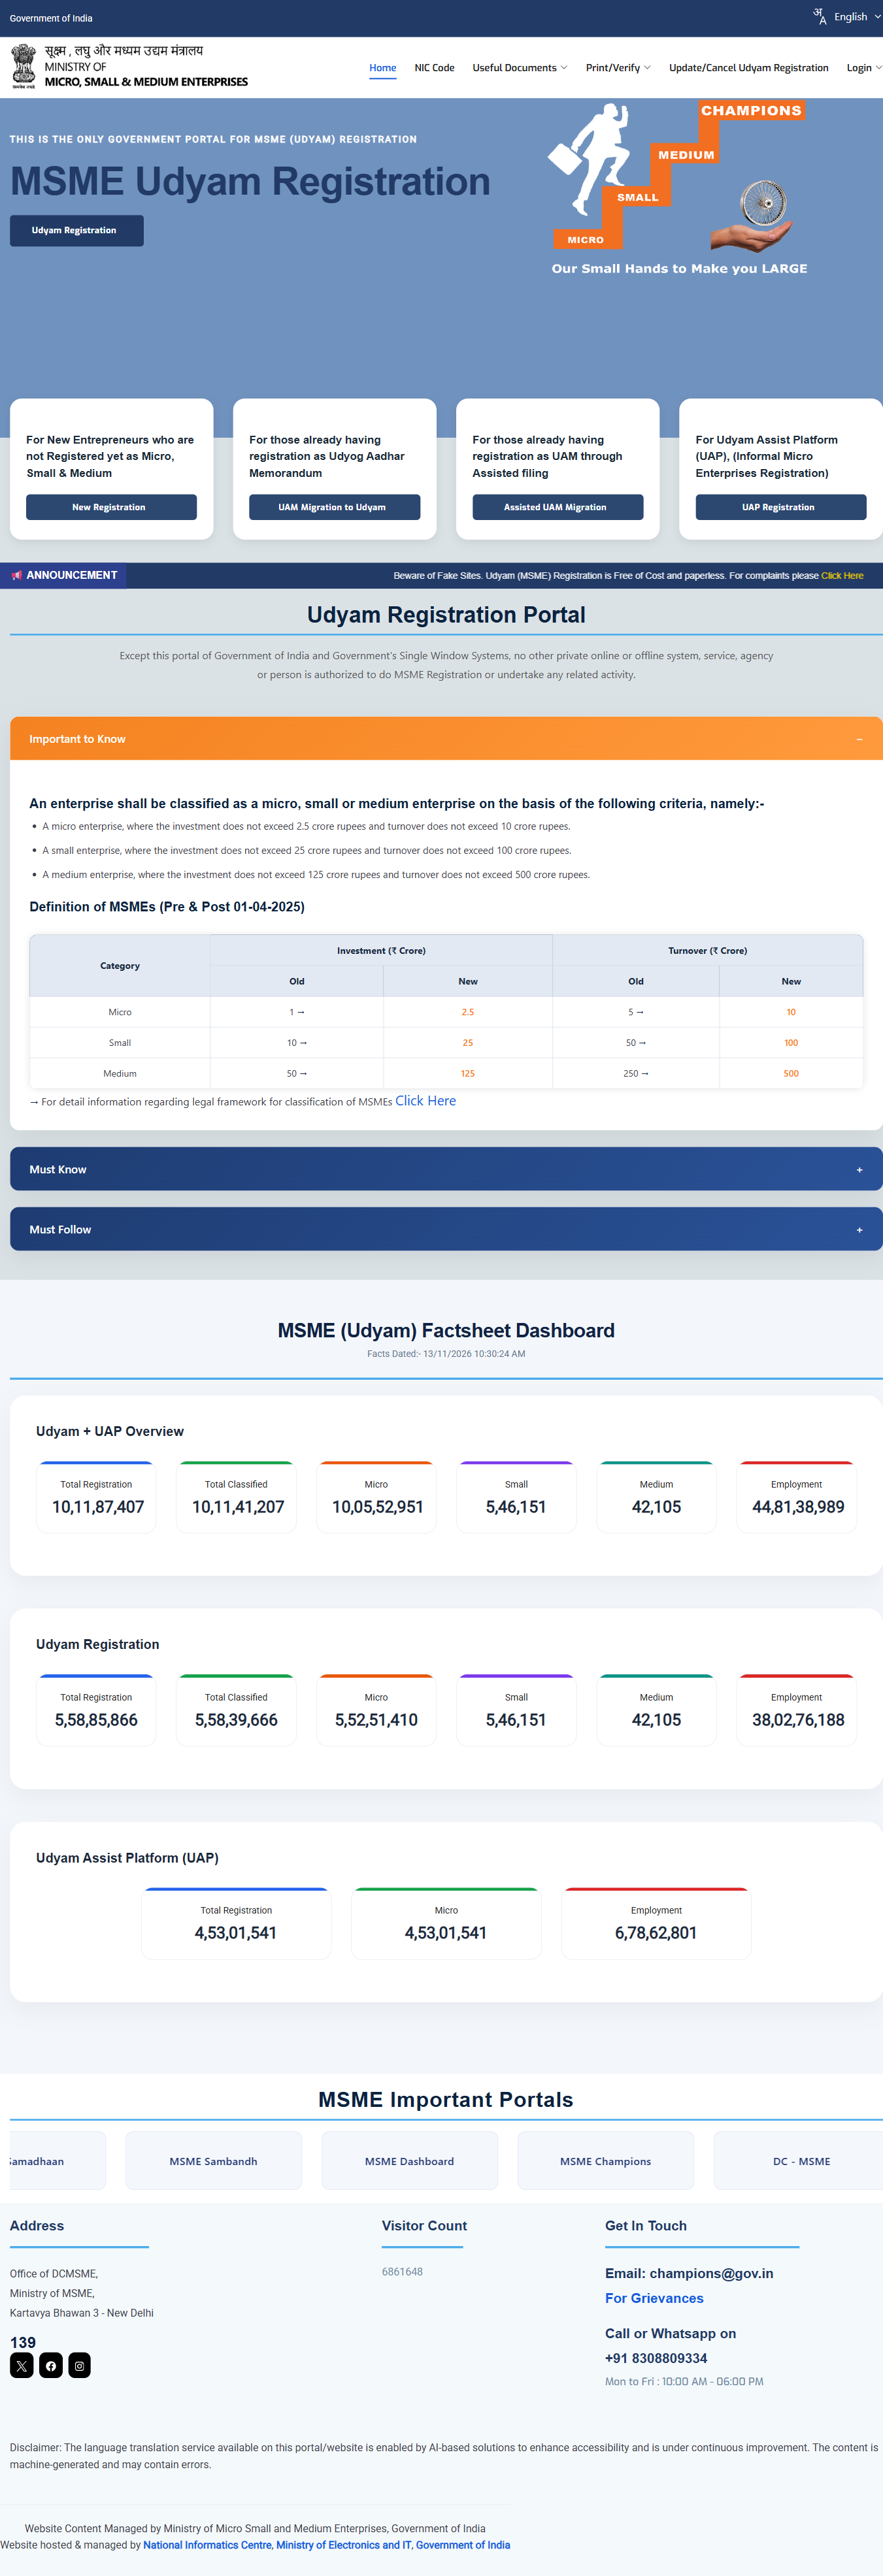 Government of India
अ
A English
सूक्ष्म , लघु और मध्यम उद्यम मंत्रालय
MINISTRY OF
MICRO, SMALL & MEDIUM ENTERPRISES
Home NIC Code Useful Documents Print/Verify Update/Cancel Udyam Registration Login
THIS IS THE ONLY GOVERNMENT PORTAL FOR MSME (UDYAM) REGISTRATION
MSME Udyam Registration
Udyam Registration
CHAMPIONS
MEDIUM
SMALL
MICRO
Our Small Hands to Make you LARGE
For New Entrepreneurs who are
not Registered yet as Micro,
Small & Medium
New Registration
For those already having
registration as Udyog Aadhar
Memorandum
UAM Migration to Udyam
For those already having
registration as UAM through
Assisted filing
Assisted UAM Migration
For Udyam Assist Platform
(UAP), (Informal Micro
Enterprises Registration)
UAP Registration
ANNOUNCEMENT
Beware of Fake Sites. Udyam (MSME) Registration is Free of Cost and paperless. For complaints please Click Here
Udyam Registration Portal
Except this portal of Government of India and Government's Single Window Systems, no other private online or offline system, service, agency
or person is authorized to do MSME Registration or undertake any related activity.
Important to Know −
An enterprise shall be classified as a micro, small or medium enterprise on the basis of the following criteria, namely:-
• A micro enterprise, where the investment does not exceed 2.5 crore rupees and turnover does not exceed 10 crore rupees.
• A small enterprise, where the investment does not exceed 25 crore rupees and turnover does not exceed 100 crore rupees.
• A medium enterprise, where the investment does not exceed 125 crore rupees and turnover does not exceed 500 crore rupees.
Definition of MSMEs (Pre & Post 01-04-2025)
Category Investment (₹ Crore) Turnover (₹ Crore)
Old New Old New
Micro 1 → 2.5 5 → 10
Small 10 → 25 50 → 100
Medium 50 → 125 250 → 500
→ For detail information regarding legal framework for classification of MSMEs Click Here
Must Know +
Must Follow +
MSME (Udyam) Factsheet Dashboard
Facts Dated:- 13/11/2026 10:30:24 AM
Udyam + UAP Overview
Total Registration Total Classified Micro Small Medium Employment
10,11,87,407 10,11,41,207 10,05,52,951 5,46,151 42,105 44,81,38,989
Udyam Registration
Total Registration Total Classified Micro Small Medium Employment
5,58,85,866 5,58,39,666 5,52,51,410 5,46,151 42,105 38,02,76,188
Udyam Assist Platform (UAP)
Total Registration Micro Employment
4,53,01,541 4,53,01,541 6,78,62,801
MSME Important Portals
Samadhaan MSME Sambandh MSME Dashboard MSME Champions DC - MSME
Address
Office of DCMSME,
Ministry of MSME,
Kartavya Bhawan 3 - New Delhi
139
Visitor Count
6861648
Get In Touch
Email: champions@gov.in
For Grievances
Call or Whatsapp on
+91 8308809334
Mon to Fri : 10:00 AM - 06:00 PM
Disclaimer: The language translation service available on this portal/website is enabled by AI-based solutions to enhance accessibility and is under continuous improvement. The content is
machine-generated and may contain errors.
Website Content Managed by Ministry of Micro Small and Medium Enterprises, Government of India
Website hosted & managed by National Informatics Centre, Ministry of Electronics and IT, Government of India